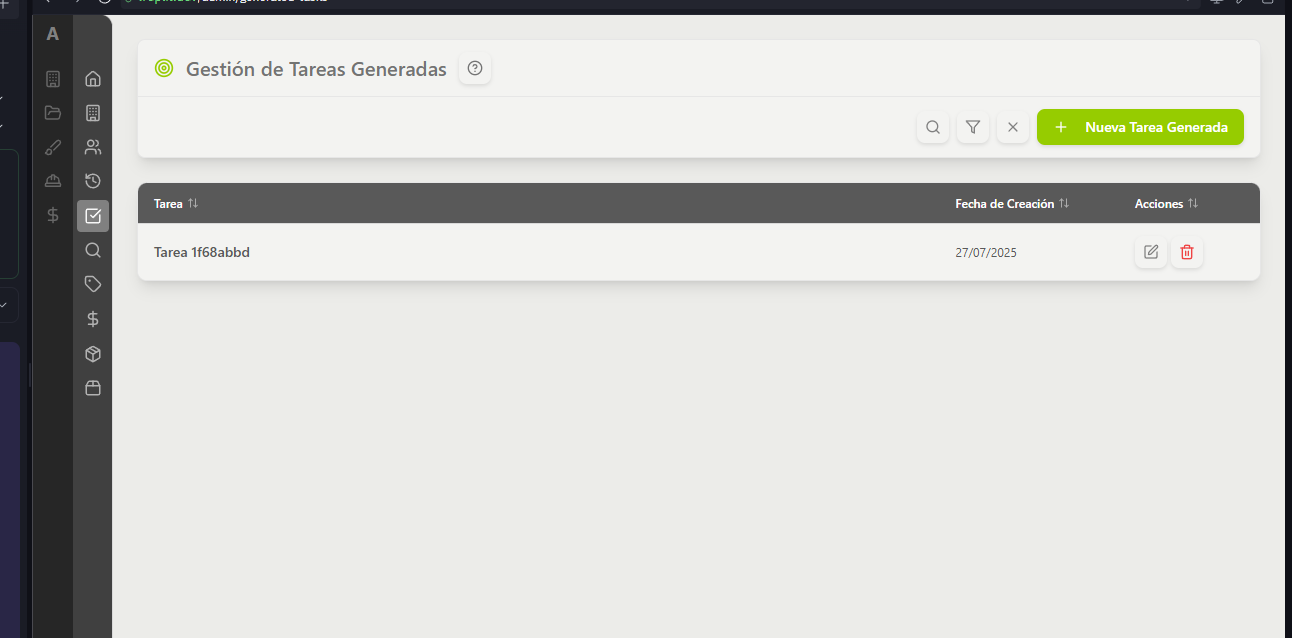 A
Gestión de Tareas Generadas
Nueva Tarea Generada
Tarea
Fecha de Creación
Acciones
Tarea 1f68abbd
27/07/2025